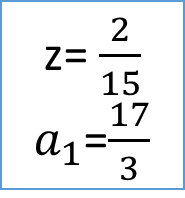 z = 2/15
a₁ = 17/3